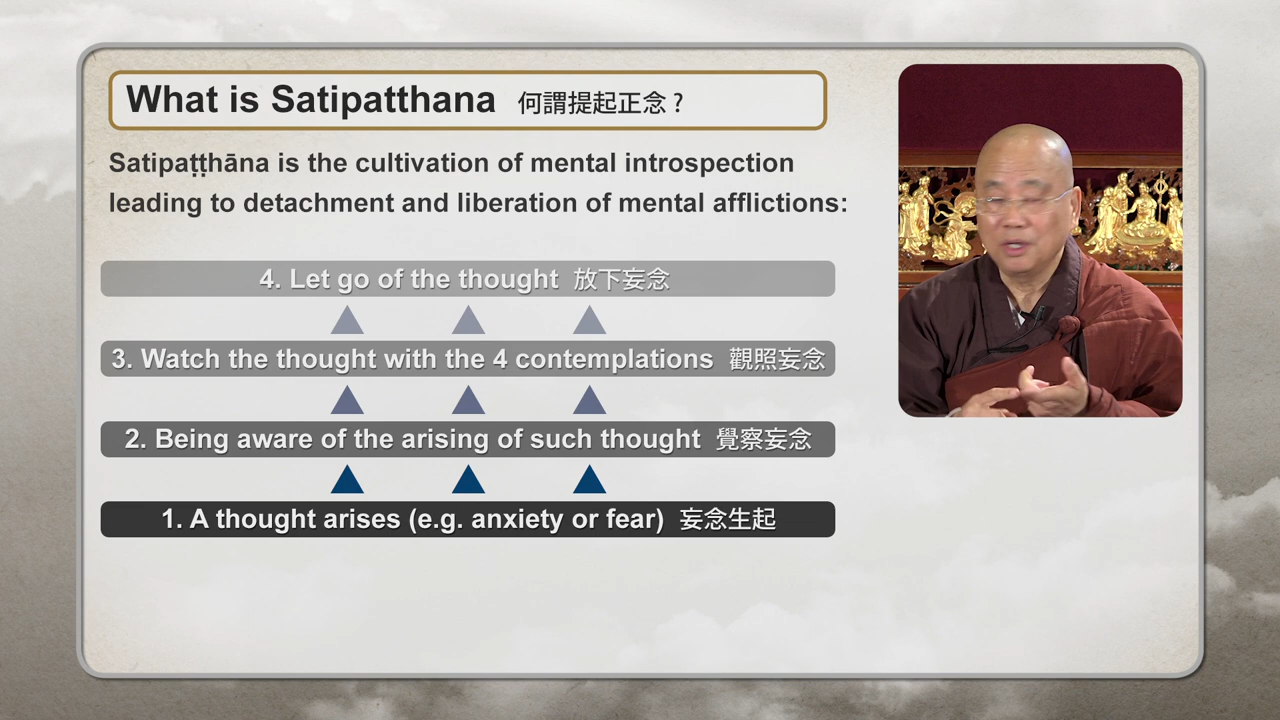 What is Satipatthana 何謂提起正念？
Satipaṭṭhāna is the cultivation of mental introspection
leading to detachment and liberation of mental afflictions:
4. Let go of the thought 放下妄念
3. Watch the thought with the 4 contemplations 觀照妄念
2. Being aware of the arising of such thought 覺察妄念
1. A thought arises (e.g. anxiety or fear) 妄念生起